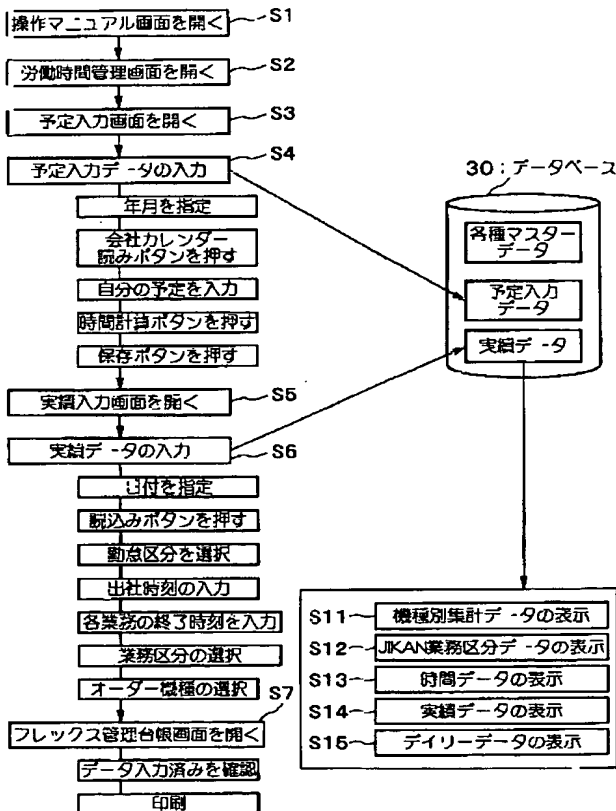 操作マニュアル画面を開く S1
労働時間管理画面を開く S2
予定入力画面を開く S3
予定入力データの入力 S4
年月を指定
会社カレンダー
読みボタンを押す
自分の予定を入力
時間計算ボタンを押す
保存ボタンを押す
実績入力画面を開く S5
実績データの入力 S6
日付を指定
読込みボタンを押す
勤怠区分を選択
出社時刻の入力
各業務の終了時刻を入力
業務区分の選択
オーダー機種の選択
フレックス管理台帳画面を開く S7
データ入力済みを確認
印刷
30:データベース
各種マスター
データ
予定入力
データ
実績データ
S11 機種別集計データの表示
S12 JIKAN業務区分データの表示
S13 時間データの表示
S14 実績データの表示
S15 デイリーデータの表示